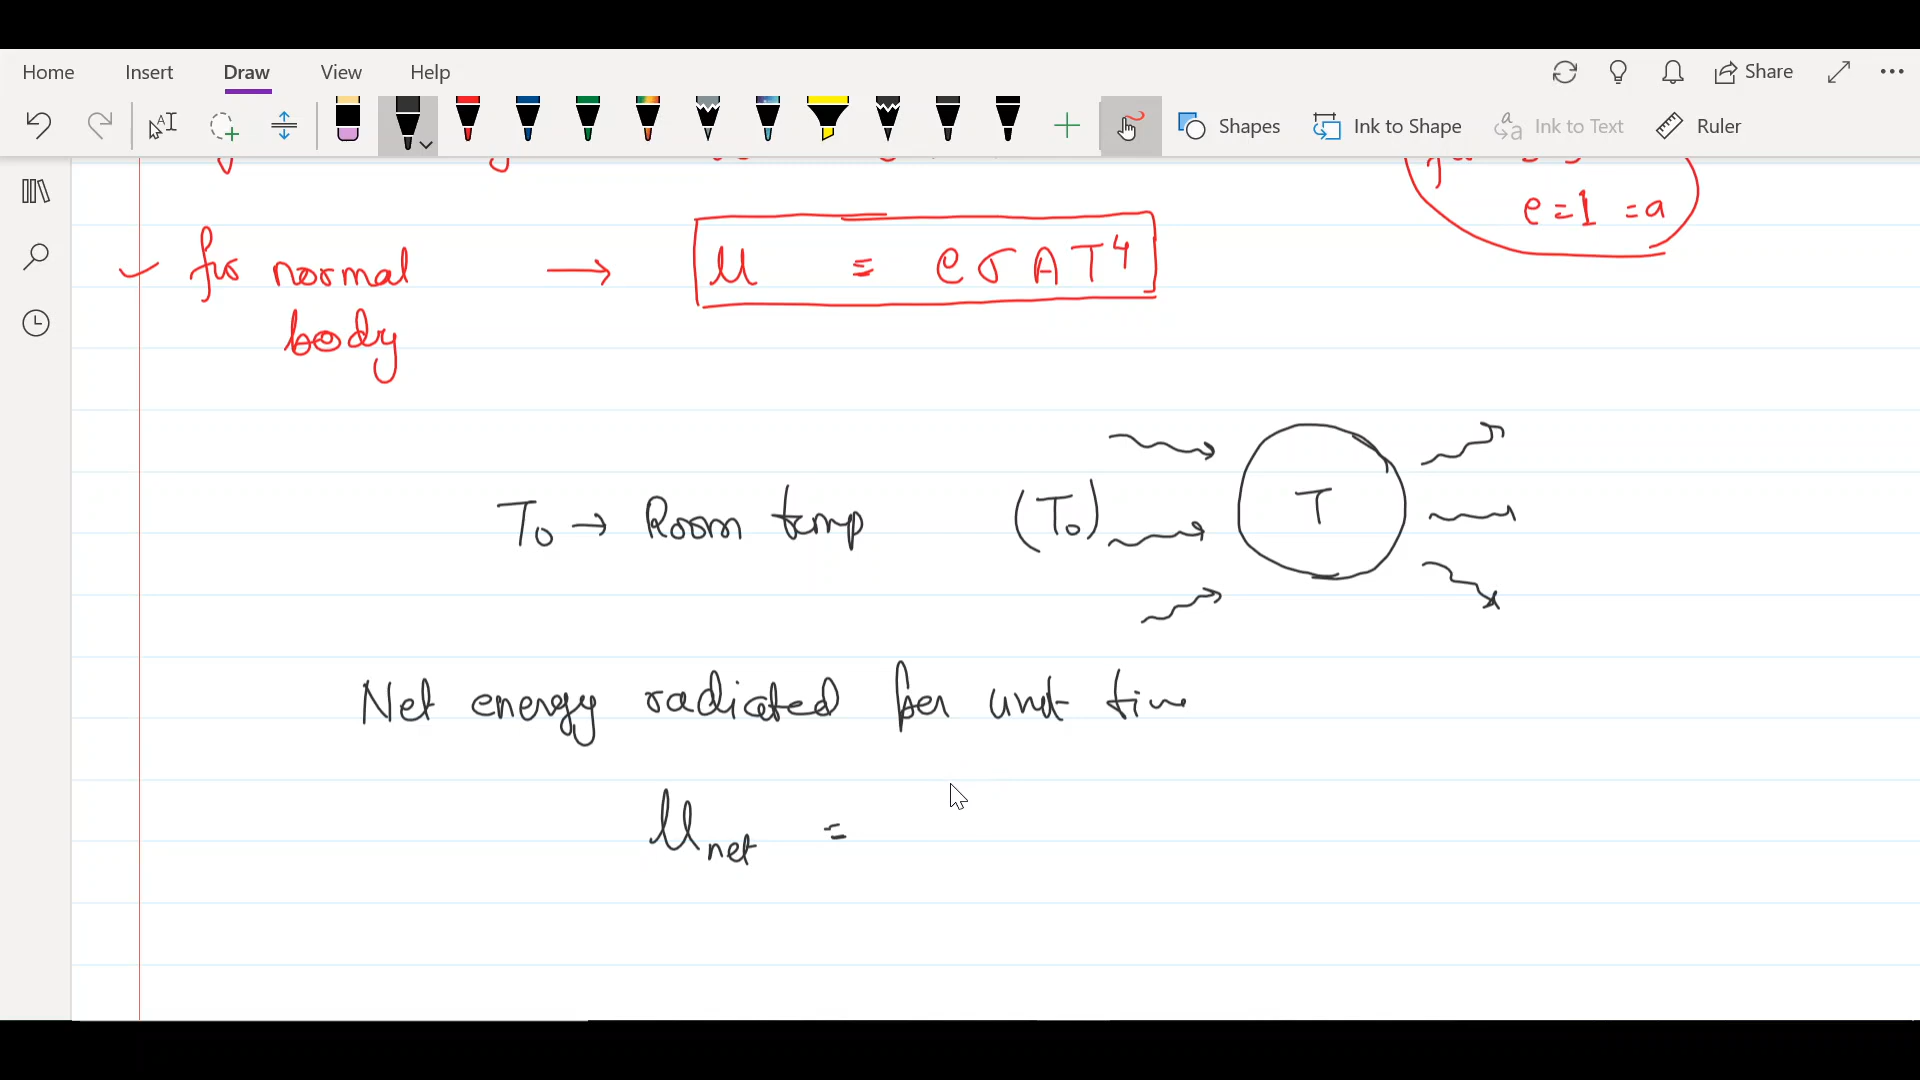 Home Insert Draw View Help Share
Shapes Ink to Shape Ink to Text Ruler
e=1 =a
✓ for normal → u = eσAT⁴
body
T₀ → Room temp (T₀) T
Net energy radiated per unit time
u_net =